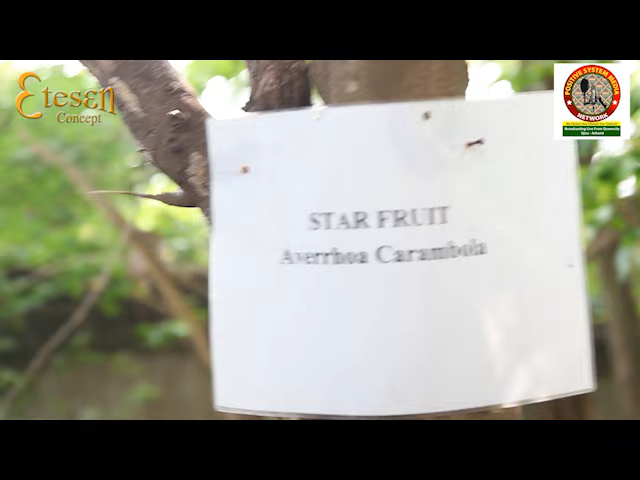 Etesen
Concept
POSITIVE SYSTEM MEDIA
NETWORK
STAR FRUIT
Averrhoa Carambola